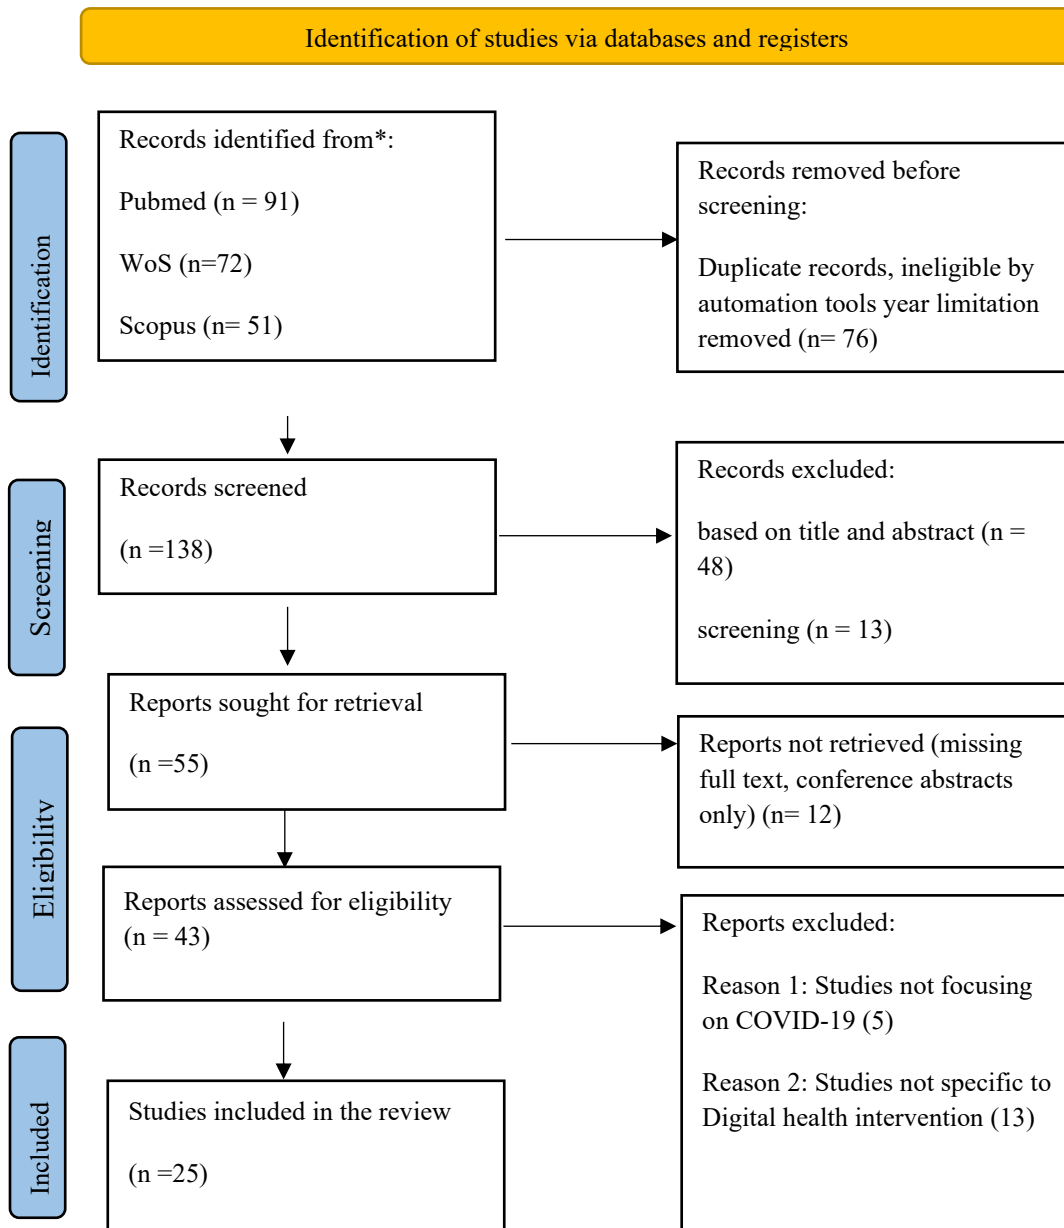 Identification of studies via databases and registers
Identification
Records identified from*:
Pubmed (n = 91)
WoS (n=72)
Scopus (n= 51)
Records removed before
screening:
Duplicate records, ineligible by
automation tools year limitation
removed (n= 76)
Screening
Records screened
(n =138)
Records excluded:
based on title and abstract (n =
48)
screening (n = 13)
Eligibility
Reports sought for retrieval
(n =55)
Reports not retrieved (missing
full text, conference abstracts
only) (n= 12)
Reports assessed for eligibility
(n = 43)
Reports excluded:
Reason 1: Studies not focusing
on COVID-19 (5)
Reason 2: Studies not specific to
Digital health intervention (13)
Included
Studies included in the review
(n =25)